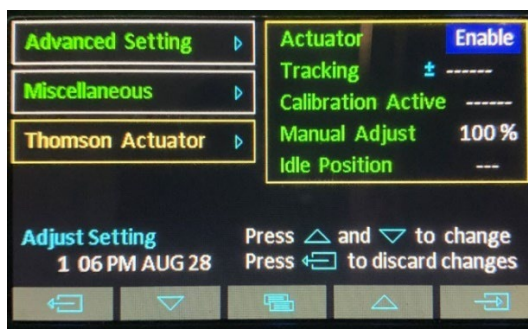 Advanced Setting
Miscellaneous
Thomson Actuator
Actuator Enable
Tracking ± ------
Calibration Active ------
Manual Adjust 100 %
Idle Position ---
Adjust Setting
1 06 PM AUG 28
Press △ and ▽ to change
Press to discard changes